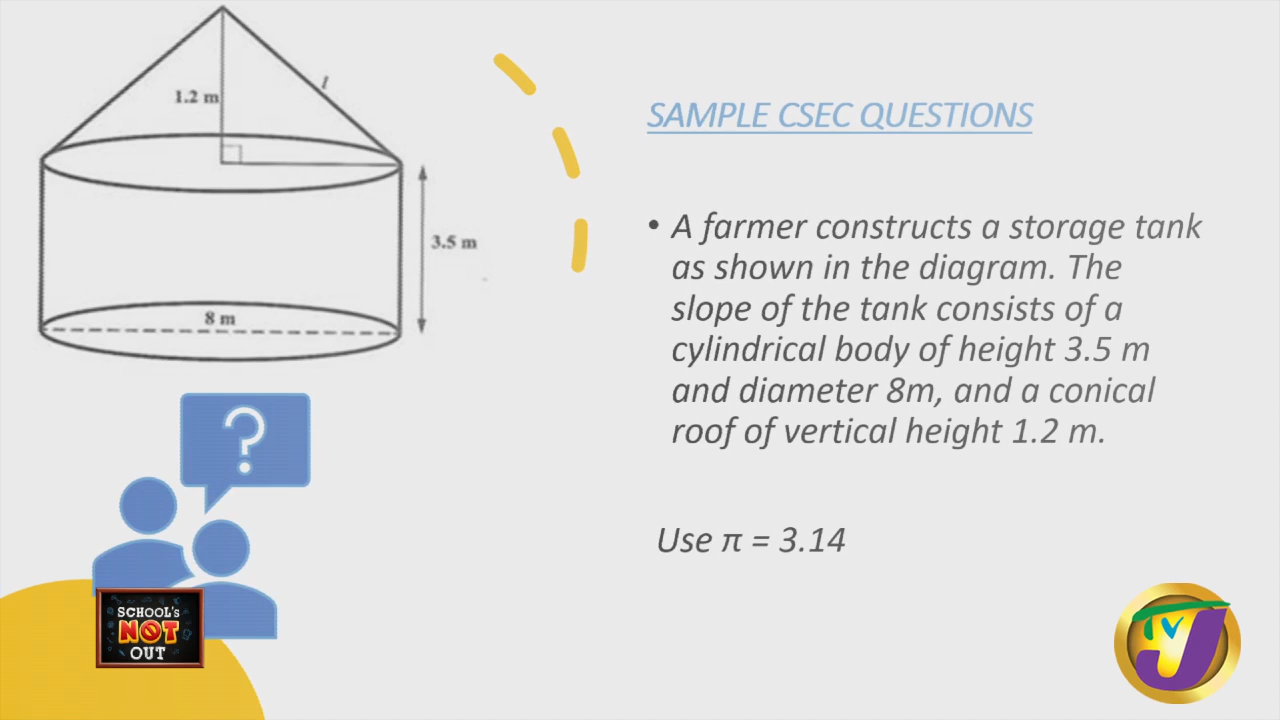 1.2 m
l
3.5 m
8 m
SAMPLE CSEC QUESTIONS
• A farmer constructs a storage tank
as shown in the diagram. The
slope of the tank consists of a
cylindrical body of height 3.5 m
and diameter 8m, and a conical
roof of vertical height 1.2 m.
Use π = 3.14
?
SCHOOL's
NOT
OUT
TVJ